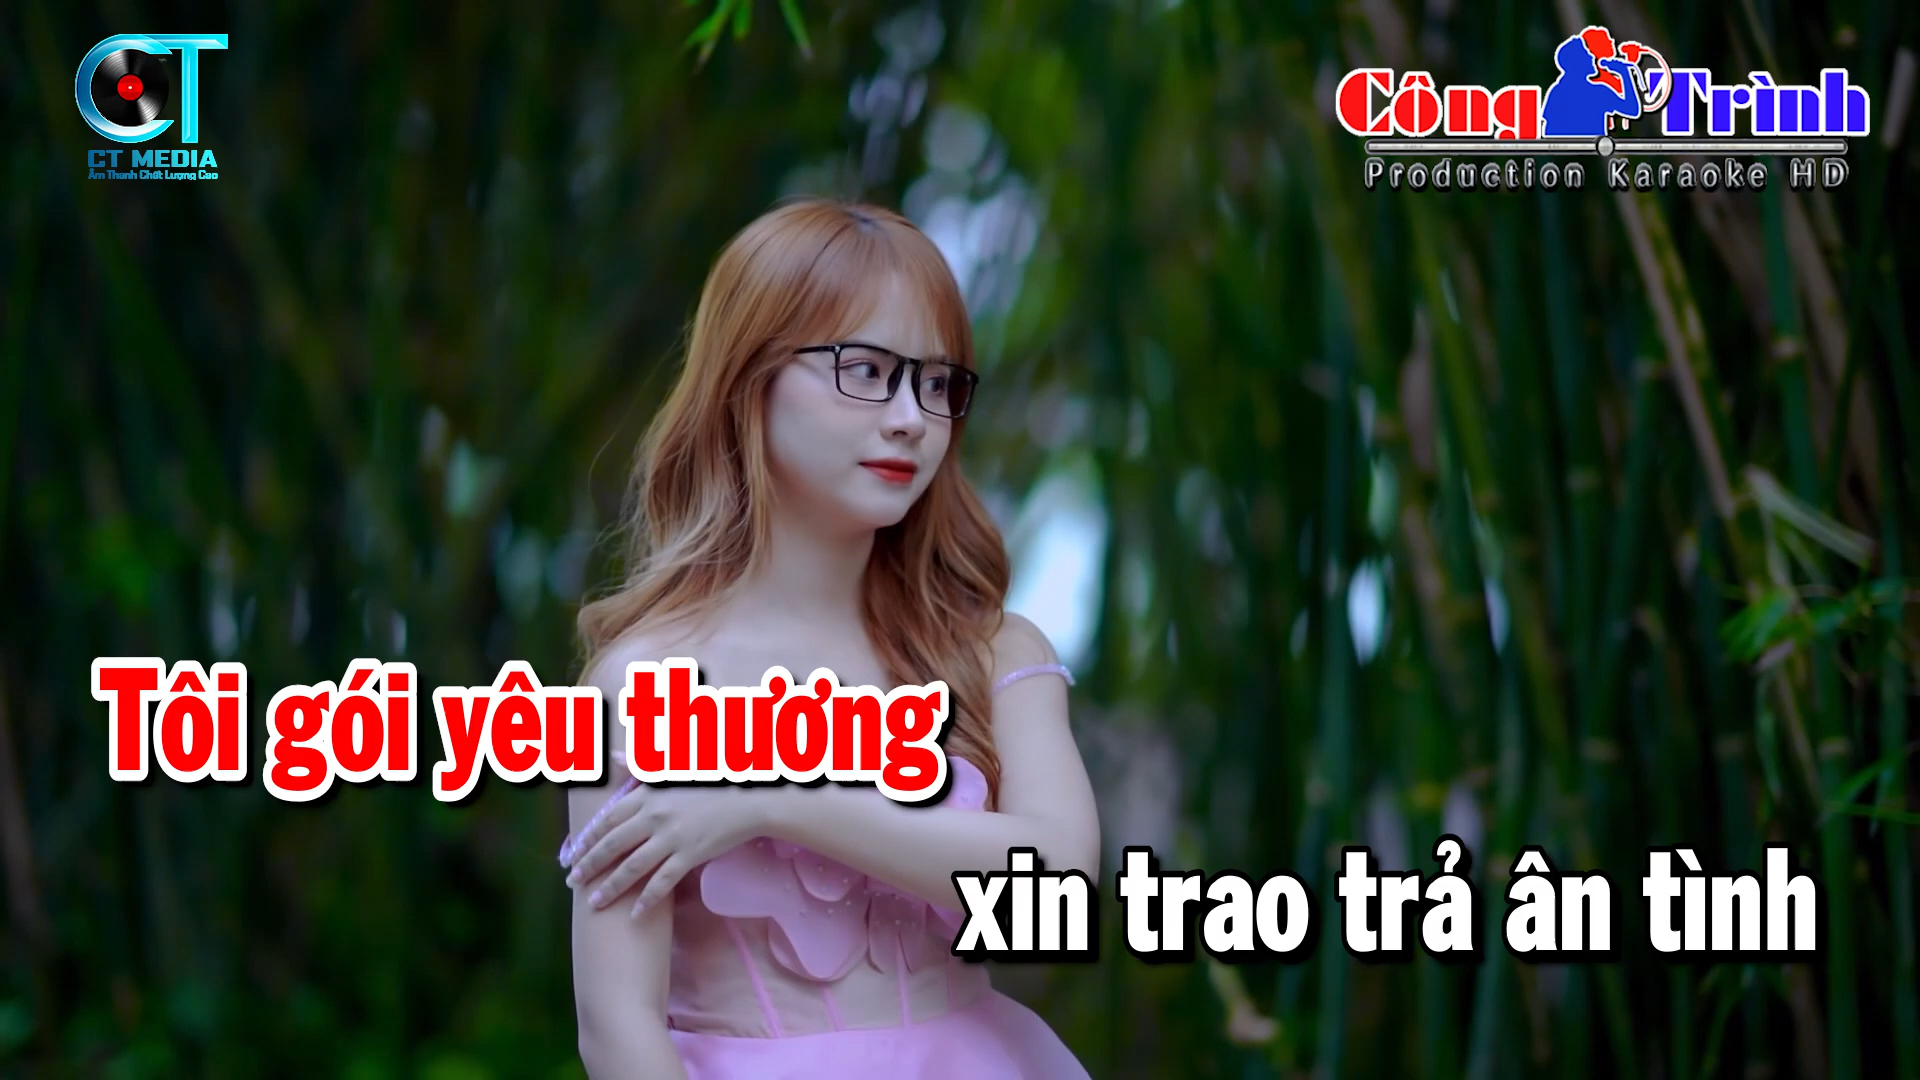 CT
CT MEDIA
Âm Thanh Chất Lượng Cao
Công Trình
Production Karaoke HD
Tôi gói yêu thương
xin trao trả ân tình